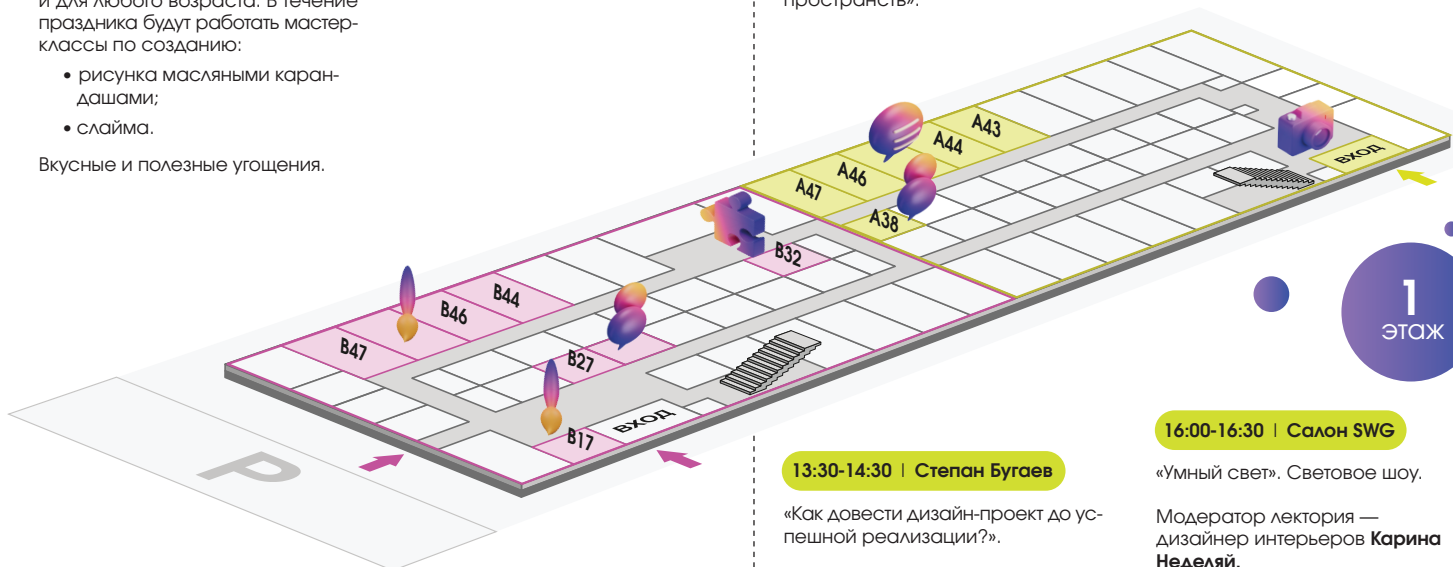 и для любого возраста. В течение
праздника будут работать мастер-
классы по созданию:
• рисунка масляными каран-
дашами;
• слайма.
Вкусные и полезные угощения.
пространств».
A43
A44
A46
A47
A38
ВХОД
B32
B44
B46
B47
B27
B17
ВХОД
P
1
этаж
13:30-14:30 | Степан Бугаев
«Как довести дизайн-проект до ус-
пешной реализации?».
16:00-16:30 | Салон SWG
«Умный свет». Световое шоу.
Модератор лектория —
дизайнер интерьеров Карина
Неделяй.